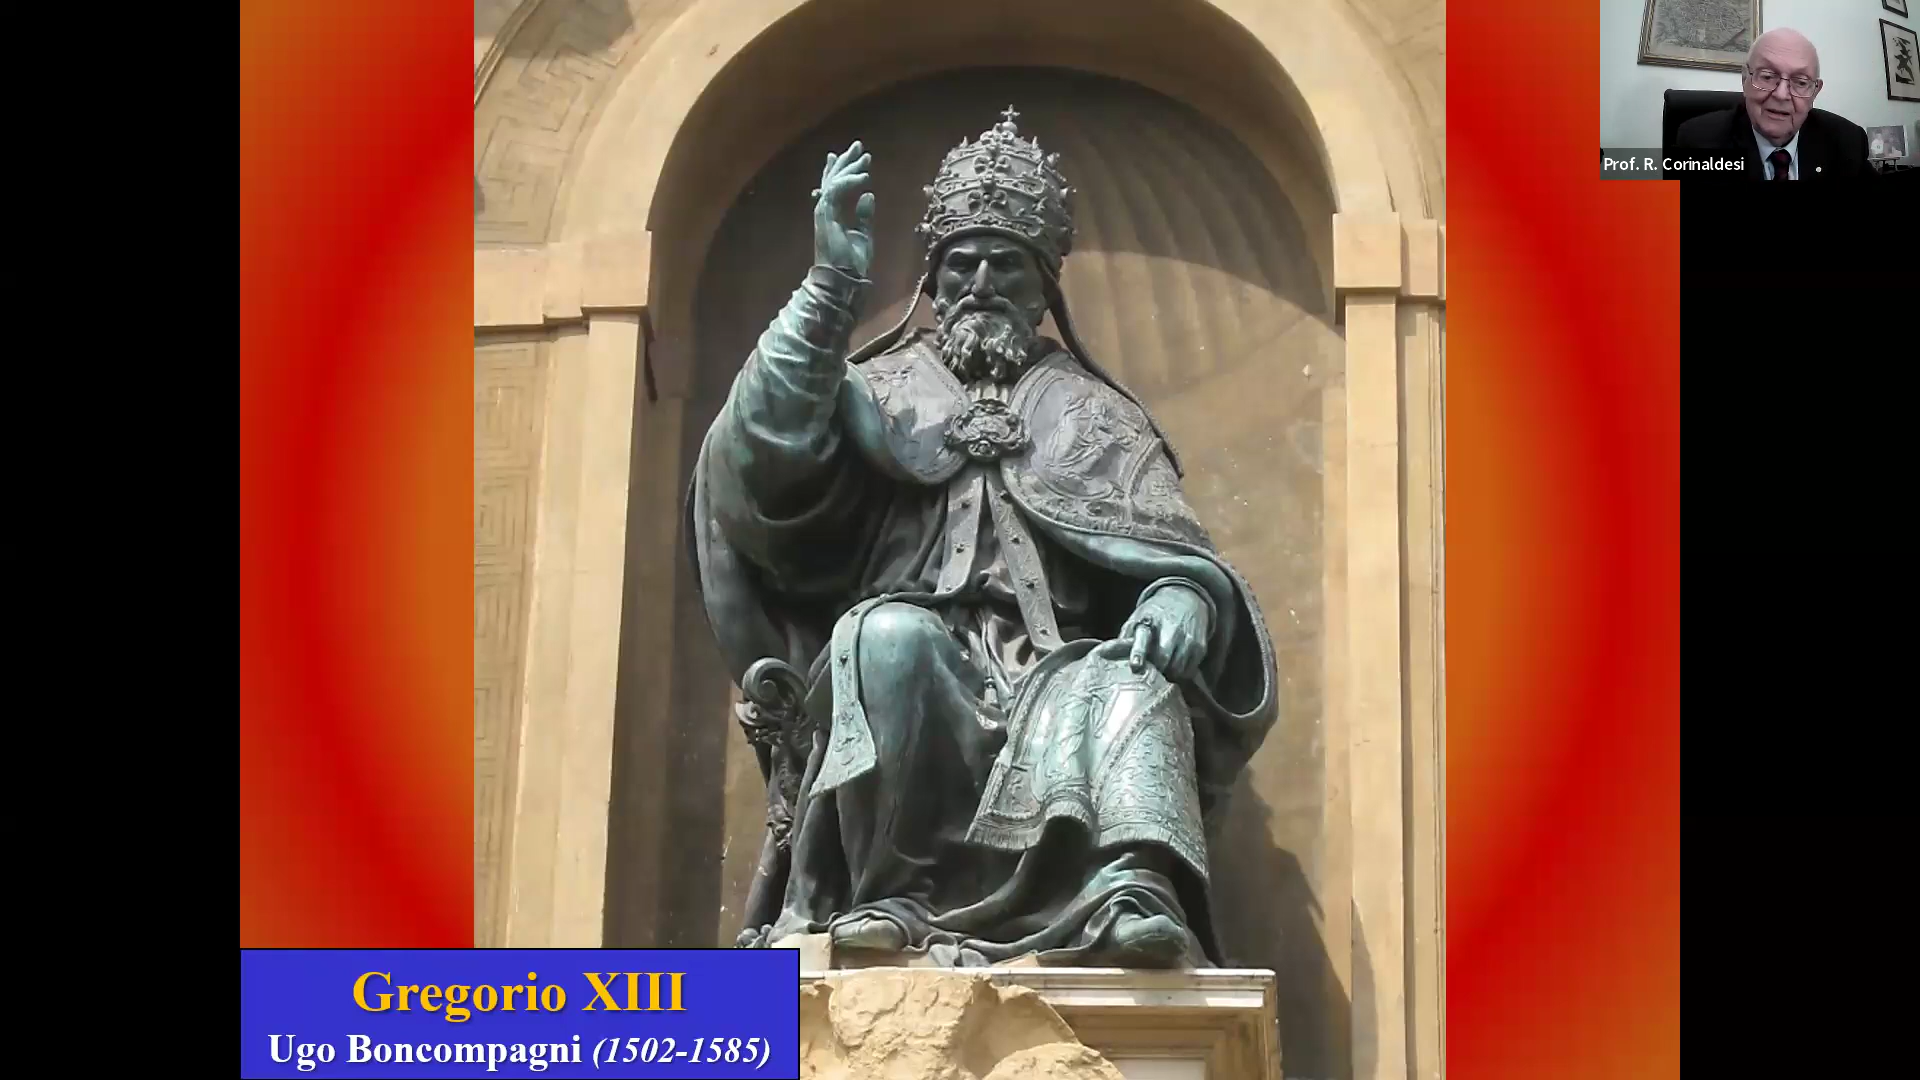 Prof. R. Corinaldesi
Gregorio XIII
Ugo Boncompagni (1502-1585)